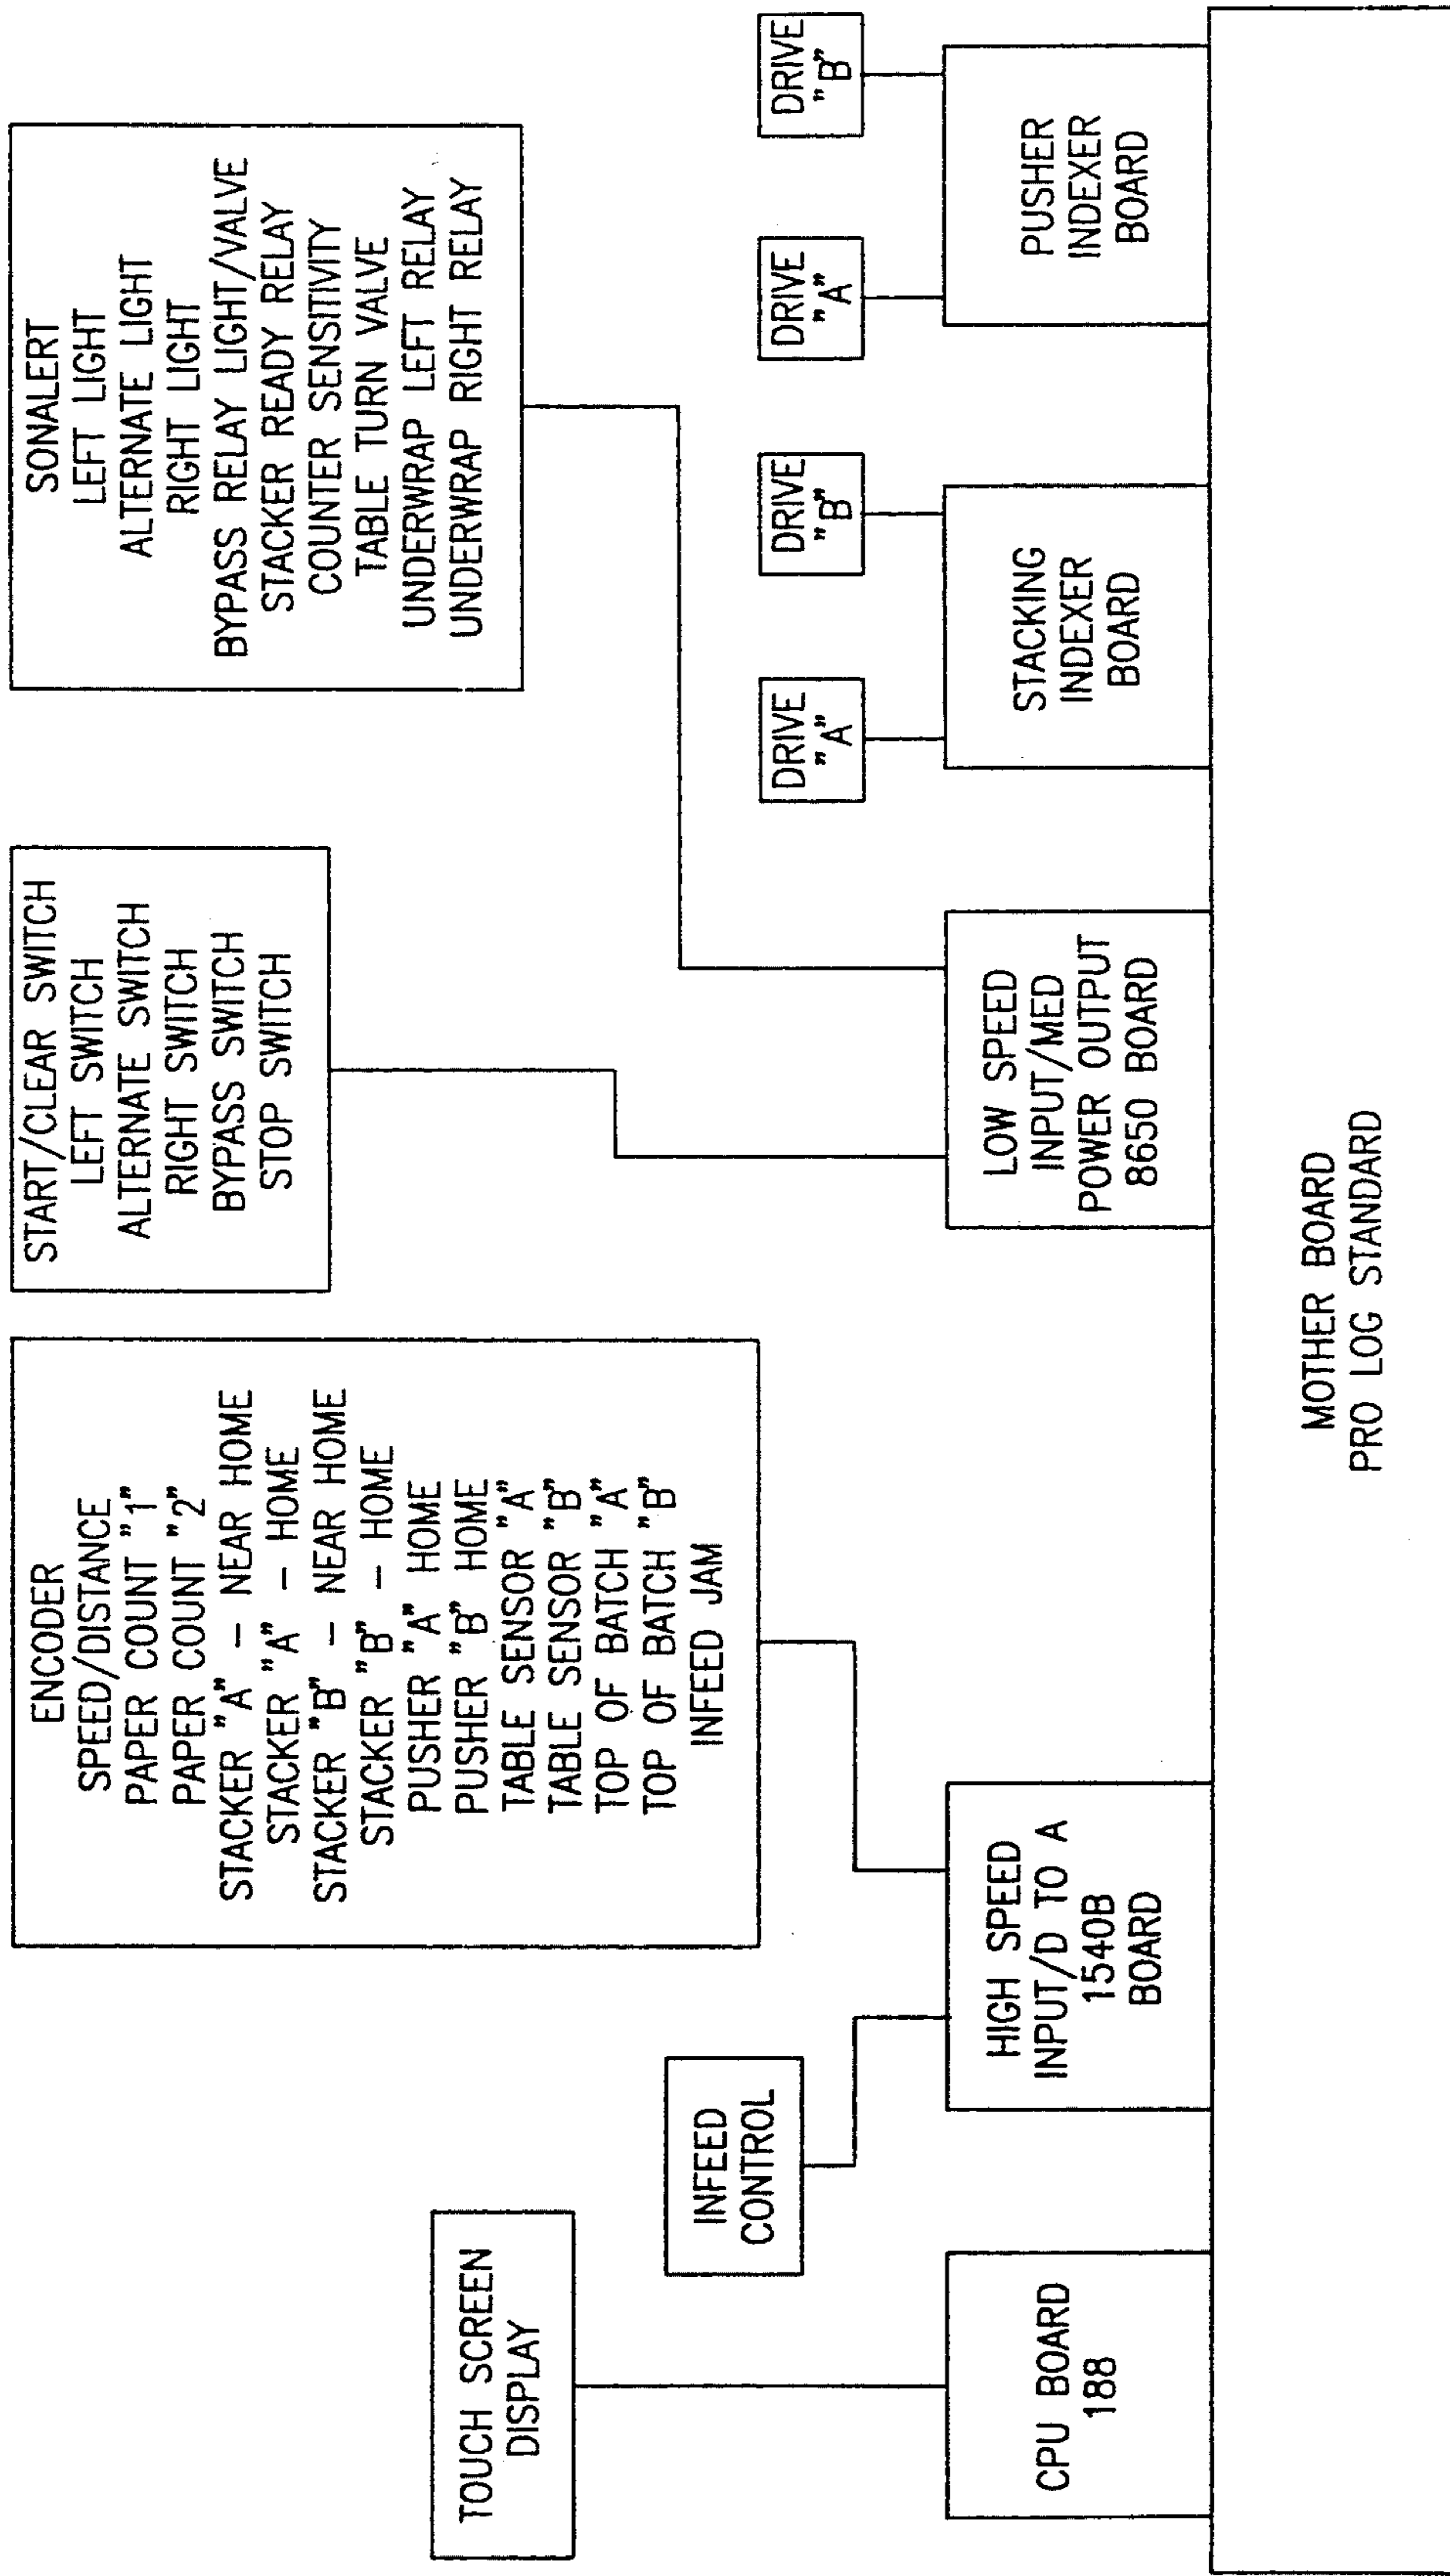 TOUCH SCREEN
DISPLAY
INFEED
CONTROL
ENCODER
SPEED/DISTANCE
PAPER COUNT "1"
PAPER COUNT "2"
STACKER "A" – NEAR HOME
STACKER "A" – HOME
STACKER "B" – NEAR HOME
STACKER "B" – HOME
PUSHER "A" HOME
PUSHER "B" HOME
TABLE SENSOR "A"
TABLE SENSOR "B"
TOP OF BATCH "A"
TOP OF BATCH "B"
INFEED JAM
START/CLEAR SWITCH
LEFT SWITCH
ALTERNATE SWITCH
RIGHT SWITCH
BYPASS SWITCH
STOP SWITCH
SONALERT
LEFT LIGHT
ALTERNATE LIGHT
RIGHT LIGHT
BYPASS RELAY LIGHT/VALVE
STACKER READY RELAY
COUNTER SENSITIVITY
TABLE TURN VALVE
UNDERWRAP LEFT RELAY
UNDERWRAP RIGHT RELAY
DRIVE
"A"
DRIVE
"B"
DRIVE
"A"
DRIVE
"B"
CPU BOARD
188
HIGH SPEED
INPUT/D TO A
1540B
BOARD
LOW SPEED
INPUT/MED
POWER OUTPUT
8650 BOARD
STACKING
INDEXER
BOARD
PUSHER
INDEXER
BOARD
MOTHER BOARD
PRO LOG STANDARD